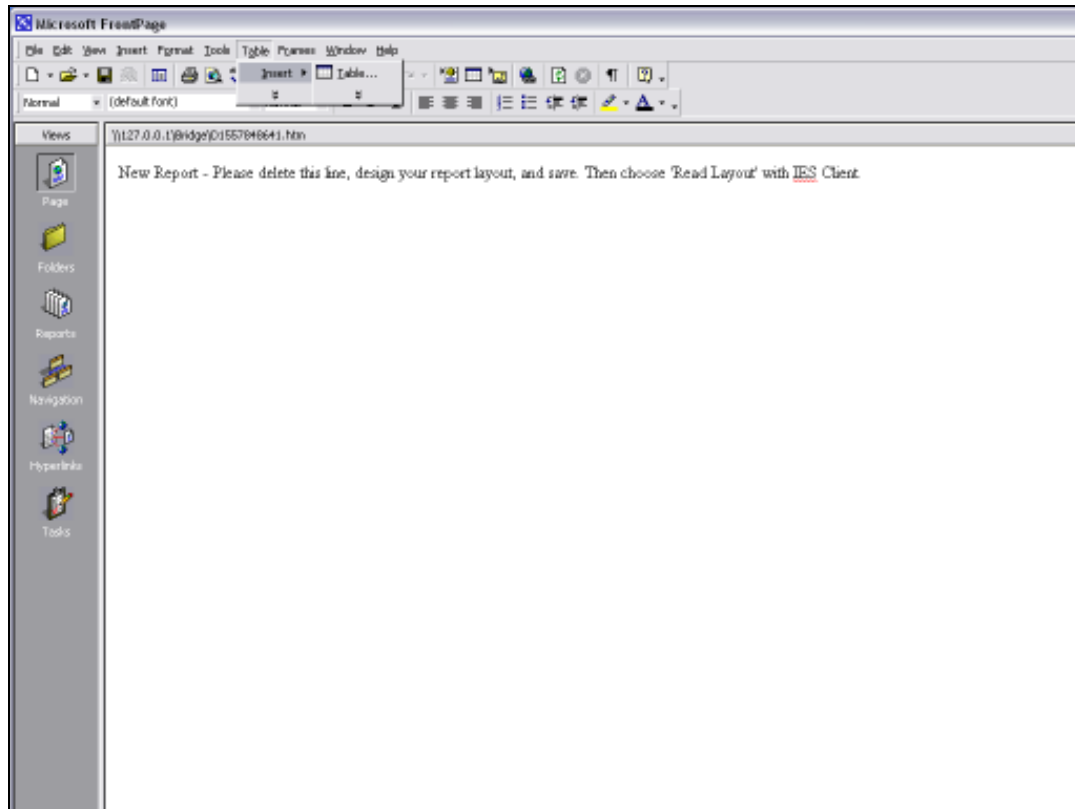 Microsoft FrontPage
File Edit View Insert Format Tools Table Frames Window Help
Insert Table...
Normal (default font)
Views \\127.0.0.1\Bridge\D1557848641.htm
New Report - Please delete this line, design your report layout, and save. Then choose 'Read Layout' with IES Client.
Page
Folders
Reports
Navigation
Hyperlinks
Tasks